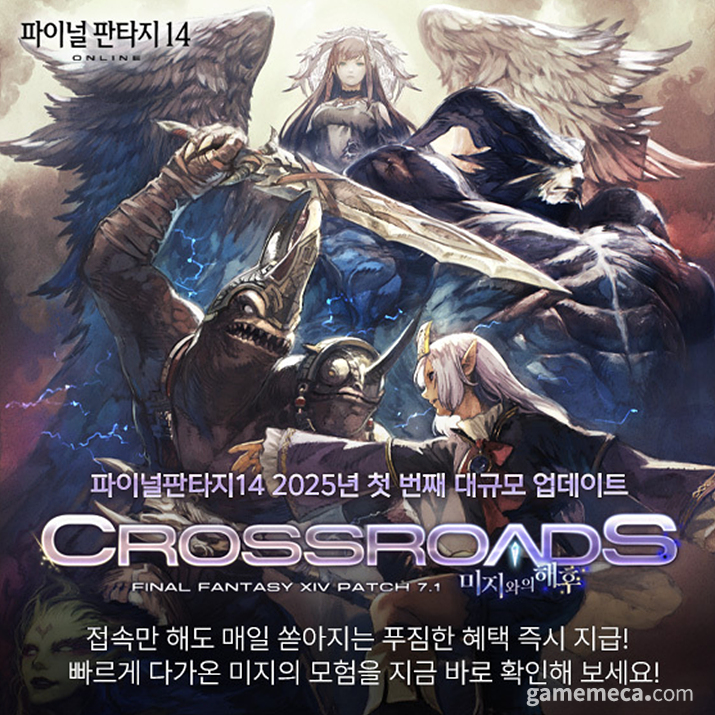 파이널 판타지 14
ONLINE
파이널판타지14 2025년 첫 번째 대규모 업데이트
CROSSROADS
FINAL FANTASY XIV PATCH 7.1 미지와의 해후
접속만 해도 매일 쏟아지는 푸짐한 혜택 즉시 지급!
빠르게 다가온 미지의 모험을 지금 바로 확인해 보세요!
gamemeca.com